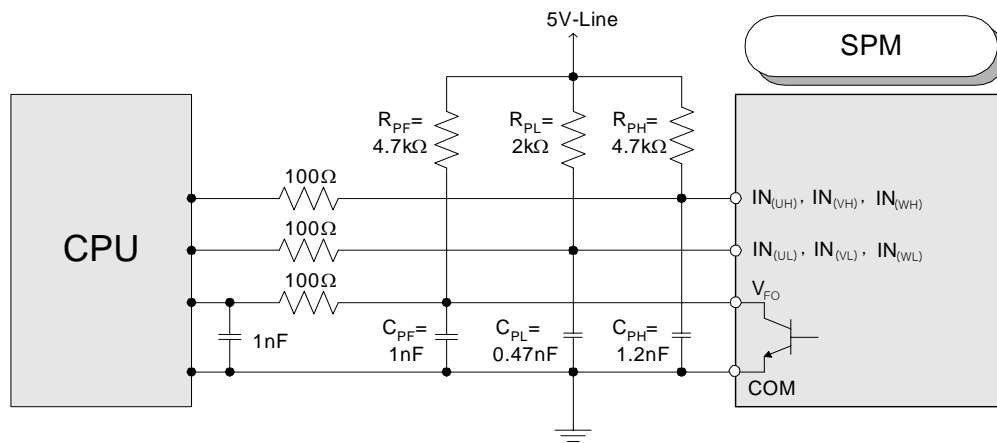 5V-Line
SPM
R_PF=
4.7kΩ
R_PL=
2kΩ
R_PH=
4.7kΩ
100Ω
IN(UH), IN(VH), IN(WH)
CPU
100Ω
IN(UL), IN(VL), IN(WL)
100Ω
V_FO
1nF
C_PF=
1nF
C_PL=
0.47nF
C_PH=
1.2nF
COM